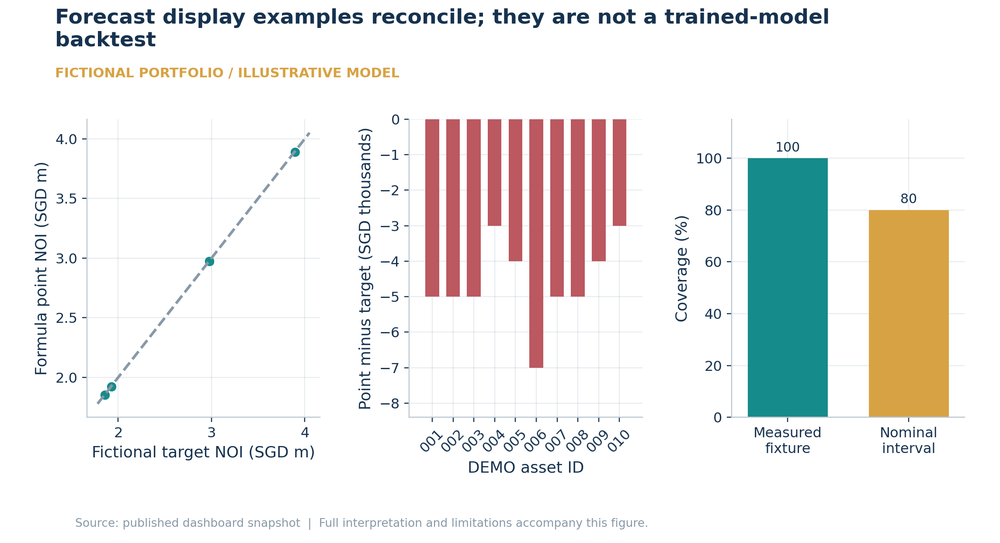 Forecast display examples reconcile; they are not a trained-model
backtest
FICTIONAL PORTFOLIO / ILLUSTRATIVE MODEL
Formula point NOI (SGD m)
4.0
3.5
3.0
2.5
2.0
2 3 4
Fictional target NOI (SGD m)
Point minus target (SGD thousands)
0
−1
−2
−3
−4
−5
−6
−7
−8
001 002 003 004 005 006 007 008 009 010
DEMO asset ID
Coverage (%)
100
80
60
40
20
0
100
80
Measured
fixture
Nominal
interval
Source: published dashboard snapshot | Full interpretation and limitations accompany this figure.